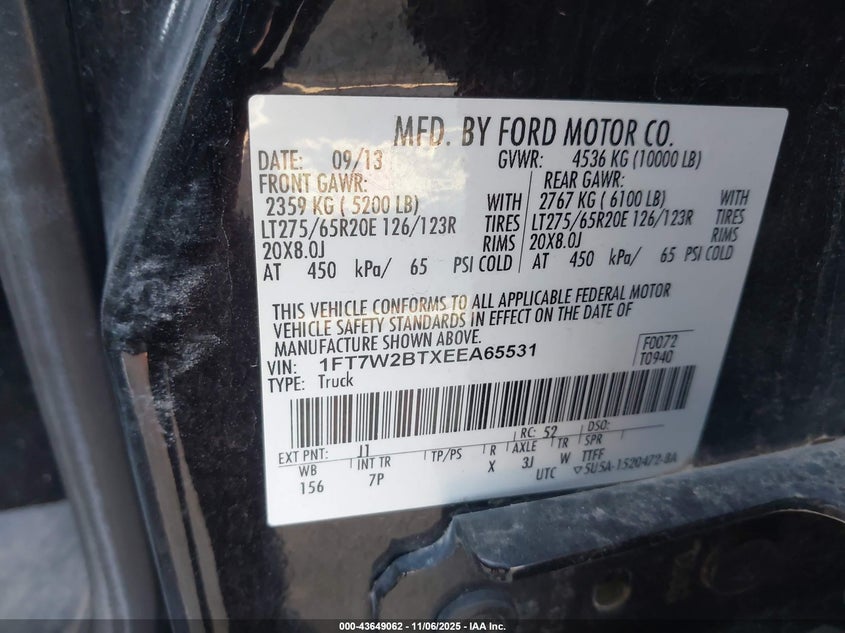 MFD. BY FORD MOTOR CO.
DATE: 09/13 GVWR: 4536 KG (10000 LB)
FRONT GAWR: REAR GAWR:
2359 KG ( 5200 LB) WITH 2767 KG ( 6100 LB) WITH
LT275/65R20E 126/123R TIRES LT275/65R20E 126/123R TIRES
20X8.0J RIMS 20X8.0J RIMS
AT 450 kPa/ 65 PSI COLD AT 450 kPa/ 65 PSI COLD
THIS VEHICLE CONFORMS TO ALL APPLICABLE FEDERAL MOTOR
VEHICLE SAFETY STANDARDS IN EFFECT ON THE DATE OF
MANUFACTURE SHOWN ABOVE.
VIN: 1FT7W2BTXEEA65531 F0072
TYPE: Truck T0940
RC: 52 DSO:
EXT PNT: J1
WB INT TR TP/PS R AXLE TR SPR
156 7P X 3J W TTFF
UTC ▽5U5A-1520472-BA
000-43649062 - 11/06/2025 - IAA Inc.